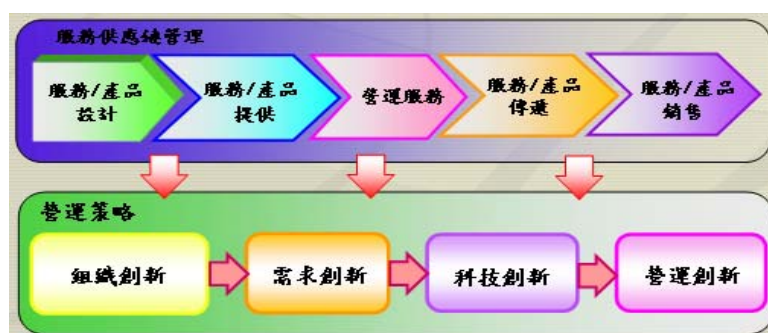 服務供應鏈管理
服務/產品
設計
服務/產品
提供
營運服務
服務/產品
傳遞
服務/產品
銷售
營運策略
組織創新
需求創新
科技創新
營運創新